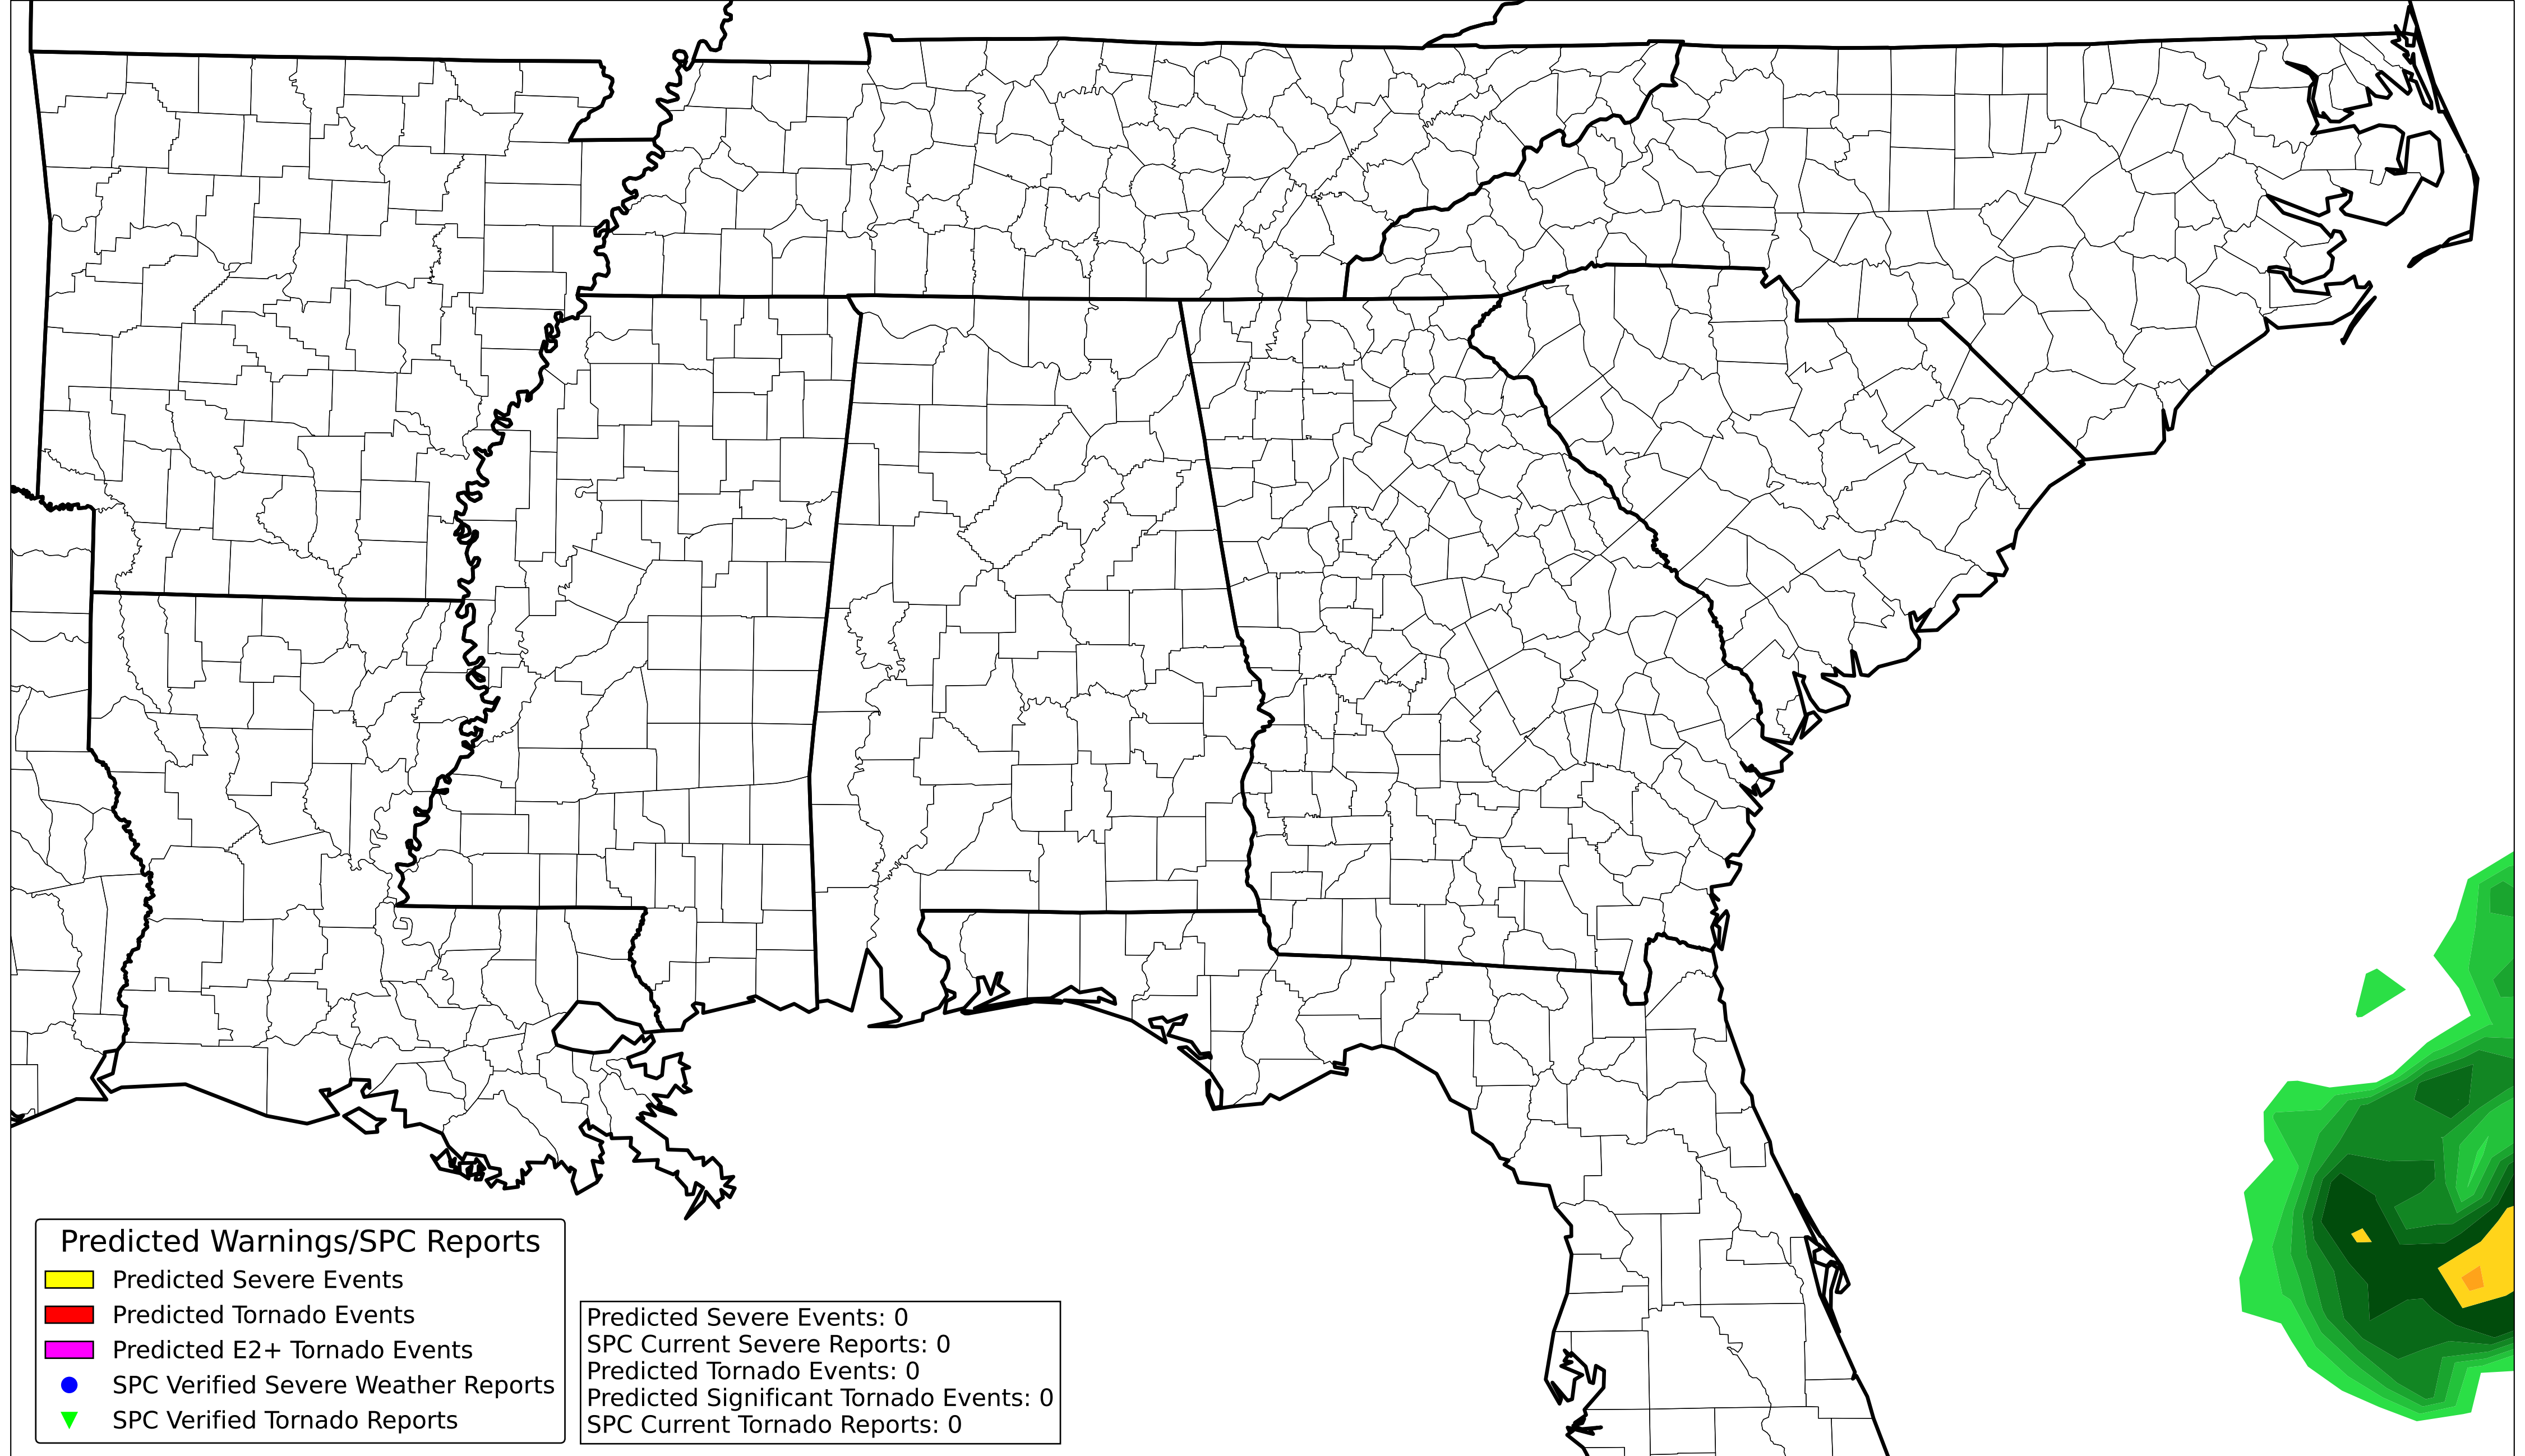 Predicted Warnings/SPC Reports
Predicted Severe Events
Predicted Tornado Events
Predicted E2+ Tornado Events
SPC Verified Severe Weather Reports
SPC Verified Tornado Reports
Predicted Severe Events: 0
SPC Current Severe Reports: 0
Predicted Tornado Events: 0
Predicted Significant Tornado Events: 0
SPC Current Tornado Reports: 0